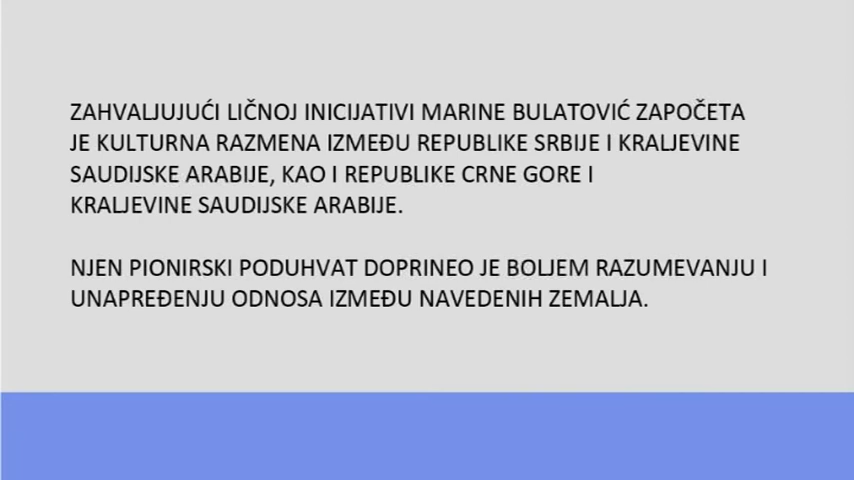 ZAHVALJUJUĆI LIČNOJ INICIJATIVI MARINE BULATOVIĆ ZAPOČETA
JE KULTURNA RAZMENA IZMEĐU REPUBLIKE SRBIJE I KRALJEVINE
SAUDIJSKE ARABIJE, KAO I REPUBLIKE CRNE GORE I
KRALJEVINE SAUDIJSKE ARABIJE.
NJEN PIONIRSKI PODUHVAT DOPRINEO JE BOLJEM RAZUMEVANJU I
UNAPREĐENJU ODNOSA IZMEĐU NAVEDENIH ZEMALJA.